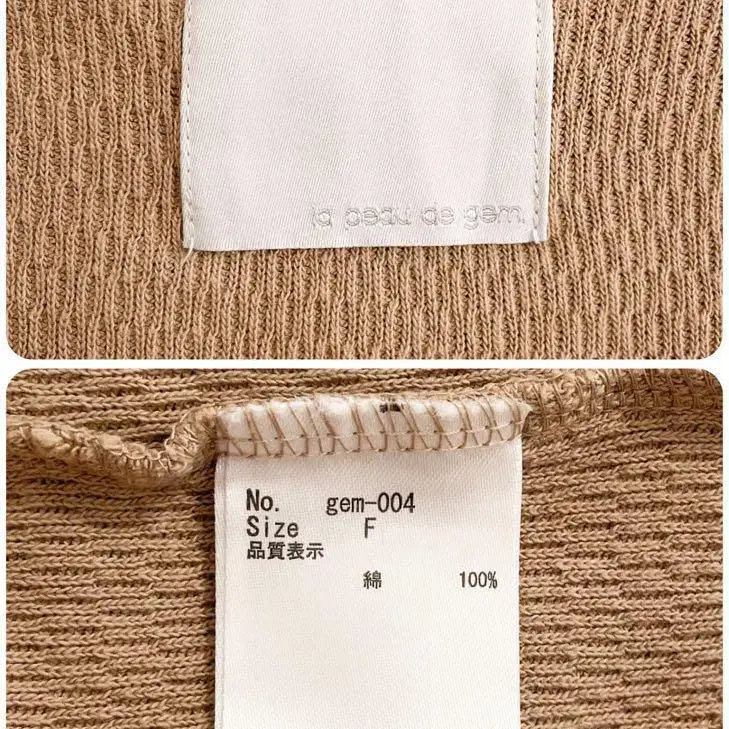 la peau de gem.
No. gem-004
Size F
品質表示
綿 100%